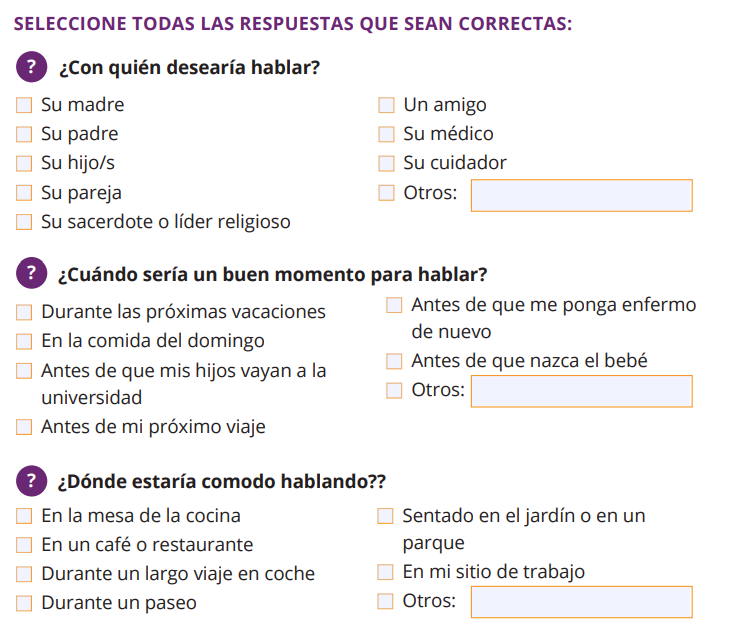 SELECCIONE TODAS LAS RESPUESTAS QUE SEAN CORRECTAS:
? ¿Con quién desearía hablar?
Su madre
Su padre
Su hijo/s
Su pareja
Su sacerdote o líder religioso
Un amigo
Su médico
Su cuidador
Otros:
? ¿Cuándo sería un buen momento para hablar?
Durante las próximas vacaciones
En la comida del domingo
Antes de que mis hijos vayan a la
universidad
Antes de mi próximo viaje
Antes de que me ponga enfermo
de nuevo
Antes de que nazca el bebé
Otros:
? ¿Dónde estaría comodo hablando??
En la mesa de la cocina
En un café o restaurante
Durante un largo viaje en coche
Durante un paseo
Sentado en el jardín o en un
parque
En mi sitio de trabajo
Otros: